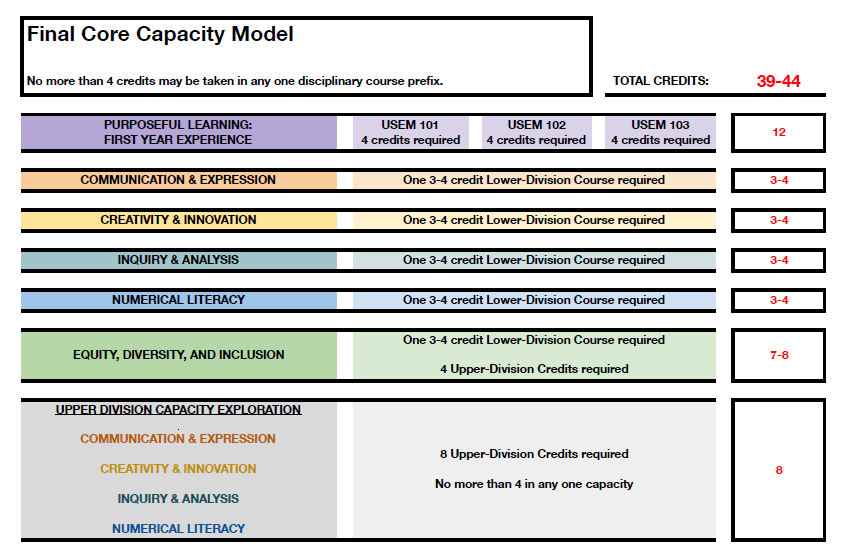 Final Core Capacity Model
No more than 4 credits may be taken in any one disciplinary course prefix.
TOTAL CREDITS: 39-44
PURPOSEFUL LEARNING:
FIRST YEAR EXPERIENCE
USEM 101
4 credits required
USEM 102
4 credits required
USEM 103
4 credits required
12
COMMUNICATION & EXPRESSION
One 3-4 credit Lower-Division Course required
3-4
CREATIVITY & INNOVATION
One 3-4 credit Lower-Division Course required
3-4
INQUIRY & ANALYSIS
One 3-4 credit Lower-Division Course required
3-4
NUMERICAL LITERACY
One 3-4 credit Lower-Division Course required
3-4
EQUITY, DIVERSITY, AND INCLUSION
One 3-4 credit Lower-Division Course required
4 Upper-Division Credits required
7-8
UPPER DIVISION CAPACITY EXPLORATION
COMMUNICATION & EXPRESSION
CREATIVITY & INNOVATION
INQUIRY & ANALYSIS
NUMERICAL LITERACY
8 Upper-Division Credits required
No more than 4 in any one capacity
8